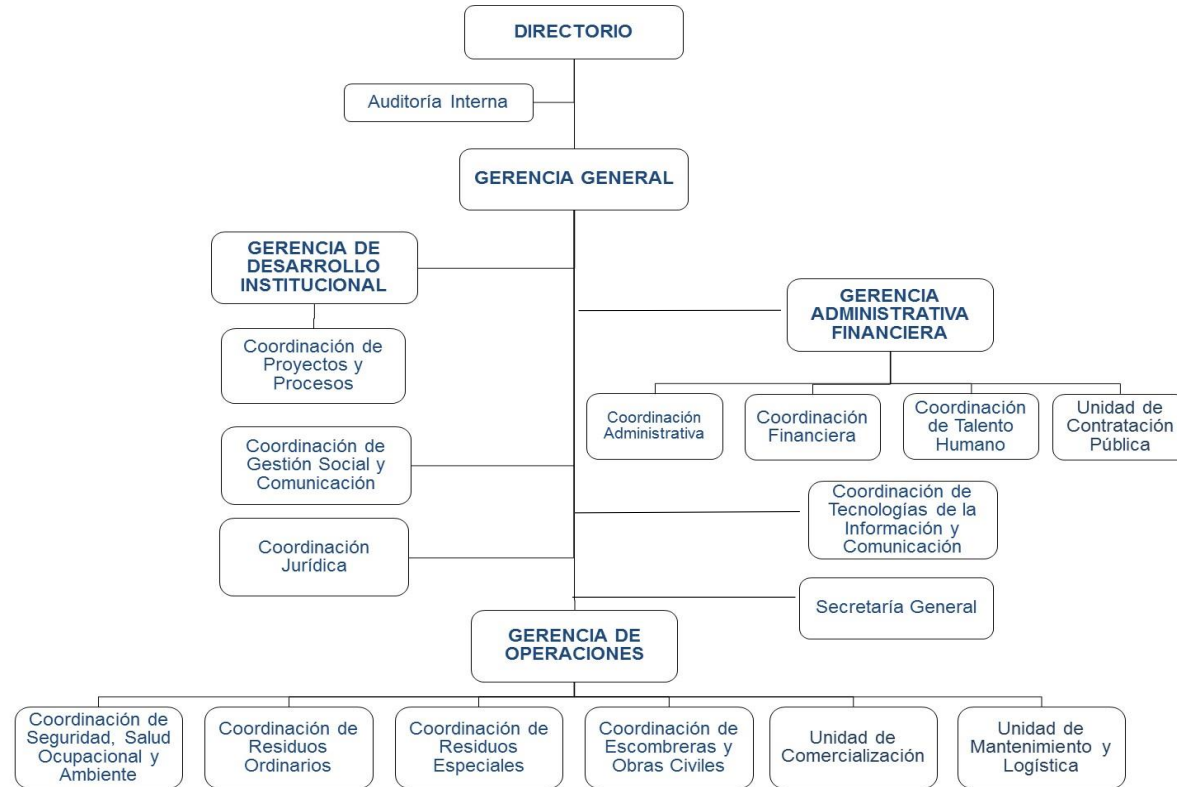 DIRECTORIO
Auditoría Interna
GERENCIA GENERAL
GERENCIA DE
DESARROLLO
INSTITUCIONAL
GERENCIA
ADMINISTRATIVA
FINANCIERA
Coordinación de
Proyectos y
Procesos
Coordinación
Administrativa
Coordinación
Financiera
Coordinación
de Talento
Humano
Unidad de
Contratación
Pública
Coordinación de
Gestión Social y
Comunicación
Coordinación de
Tecnologías de la
Información y
Comunicación
Coordinación
Jurídica
Secretaría General
GERENCIA DE
OPERACIONES
Coordinación de
Seguridad, Salud
Ocupacional y
Ambiente
Coordinación de
Residuos
Ordinarios
Coordinación de
Residuos
Especiales
Coordinación de
Escombreras y
Obras Civiles
Unidad de
Comercialización
Unidad de
Mantenimiento y
Logística